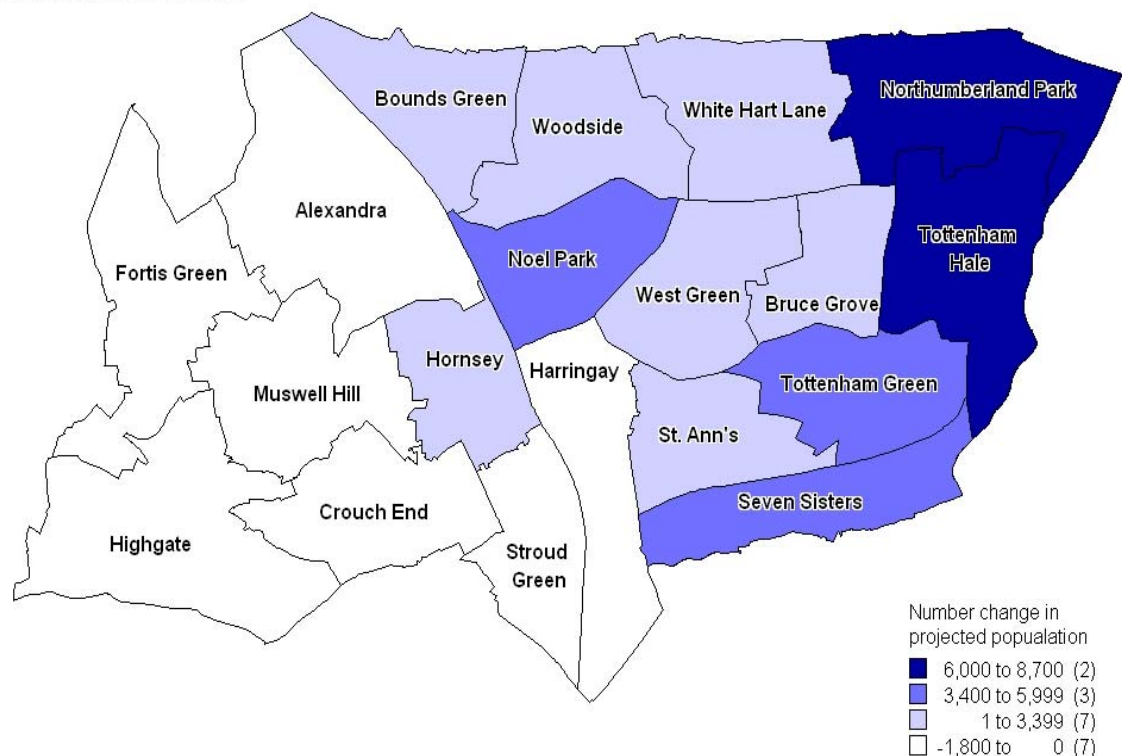 Bounds Green
Woodside
White Hart Lane
Northumberland Park
Alexandra
Noel Park
Tottenham
Hale
Fortis Green
West Green
Bruce Grove
Hornsey
Harringay
Tottenham Green
Muswell Hill
St. Ann's
Seven Sisters
Crouch End
Highgate
Stroud
Green
Number change in
projected popualation
6,000 to 8,700 (2)
3,400 to 5,999 (3)
1 to 3,399 (7)
-1,800 to 0 (7)